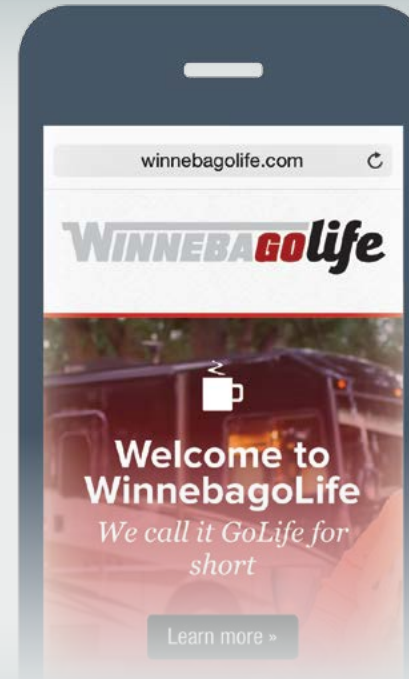 winnebagolife.com
WINNEBAGOlife
Welcome to
WinnebagoLife
We call it GoLife for
short
Learn more »